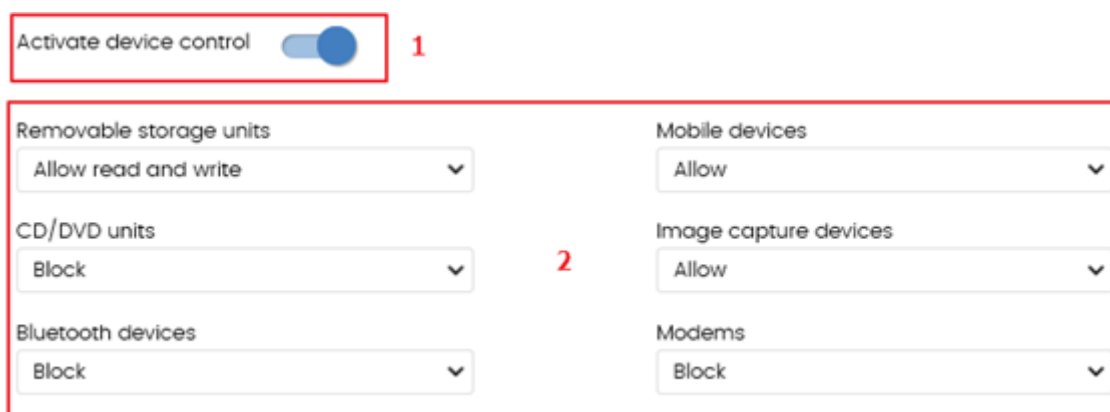 Activate device control
1
Removable storage units
Allow read and write
Mobile devices
Allow
CD/DVD units
Block
2
Image capture devices
Allow
Bluetooth devices
Block
Modems
Block